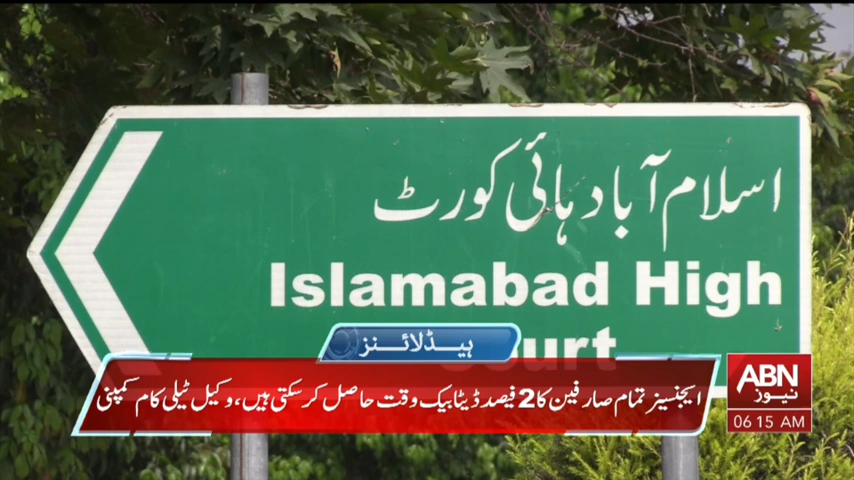 اسلام آباد ہائی کورٹ
Islamabad High
Court
ہیڈلائنز
ایجنسیز تمام صارفین کا 2 فیصد ڈیٹا بیک وقت حاصل کر سکتی ہیں، وکیل ٹیلی کام کمپنی
ABN
نیوز
06:15 AM